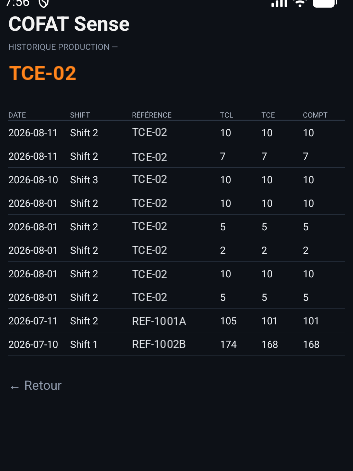 7:56
COFAT Sense
HISTORIQUE PRODUCTION —
TCE-02
DATE SHIFT RÉFÉRENCE TCL TCE COMPT
2026-08-11 Shift 2 TCE-02 10 10 10
2026-08-11 Shift 2 TCE-02 7 7 7
2026-08-10 Shift 3 TCE-02 10 10 10
2026-08-01 Shift 2 TCE-02 10 10 10
2026-08-01 Shift 2 TCE-02 5 5 5
2026-08-01 Shift 2 TCE-02 2 2 2
2026-08-01 Shift 2 TCE-02 10 10 10
2026-08-01 Shift 2 TCE-02 5 5 5
2026-07-11 Shift 2 REF-1001A 105 101 101
2026-07-10 Shift 1 REF-1002B 174 168 168
← Retour